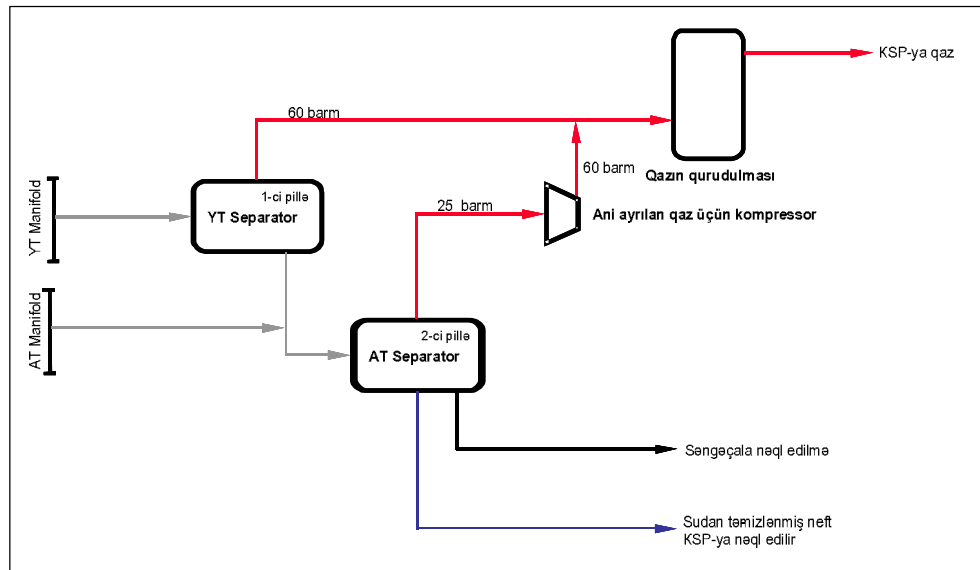 KSP-ya qaz
60 barm
60 barm
Qazın qurudulması
1-ci pillə
YT Separator
YT Manifold
25 barm
Ani ayrılan qaz üçün kompressor
AT Manifold
2-ci pillə
AT Separator
Səngəçala nəql edilmə
Sudan təmizlənmiş neft
KSP-ya nəql edilir